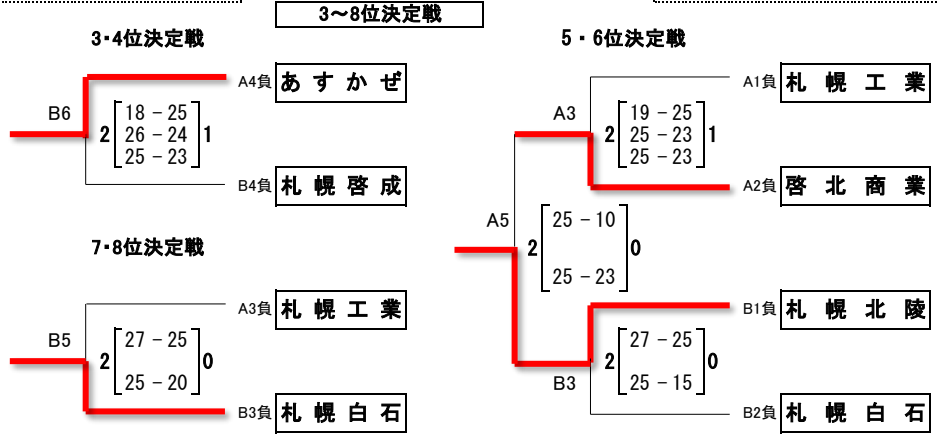 3～8位決定戦
3・4位決定戦
A4負 あすかぜ
B6
2 18 － 25 1
26 － 24
25 － 23
B4負 札幌啓成
7・8位決定戦
A3負 札幌工業
B5
2 27 － 25 0
25 － 20
B3負 札幌白石
5・6位決定戦
A1負 札幌工業
A3
2 19 － 25 1
25 － 23
25 － 23
A2負 啓北商業
A5
2 25 － 10 0
25 － 23
B1負 札幌北陵
B3
2 27 － 25 0
25 － 15
B2負 札幌白石